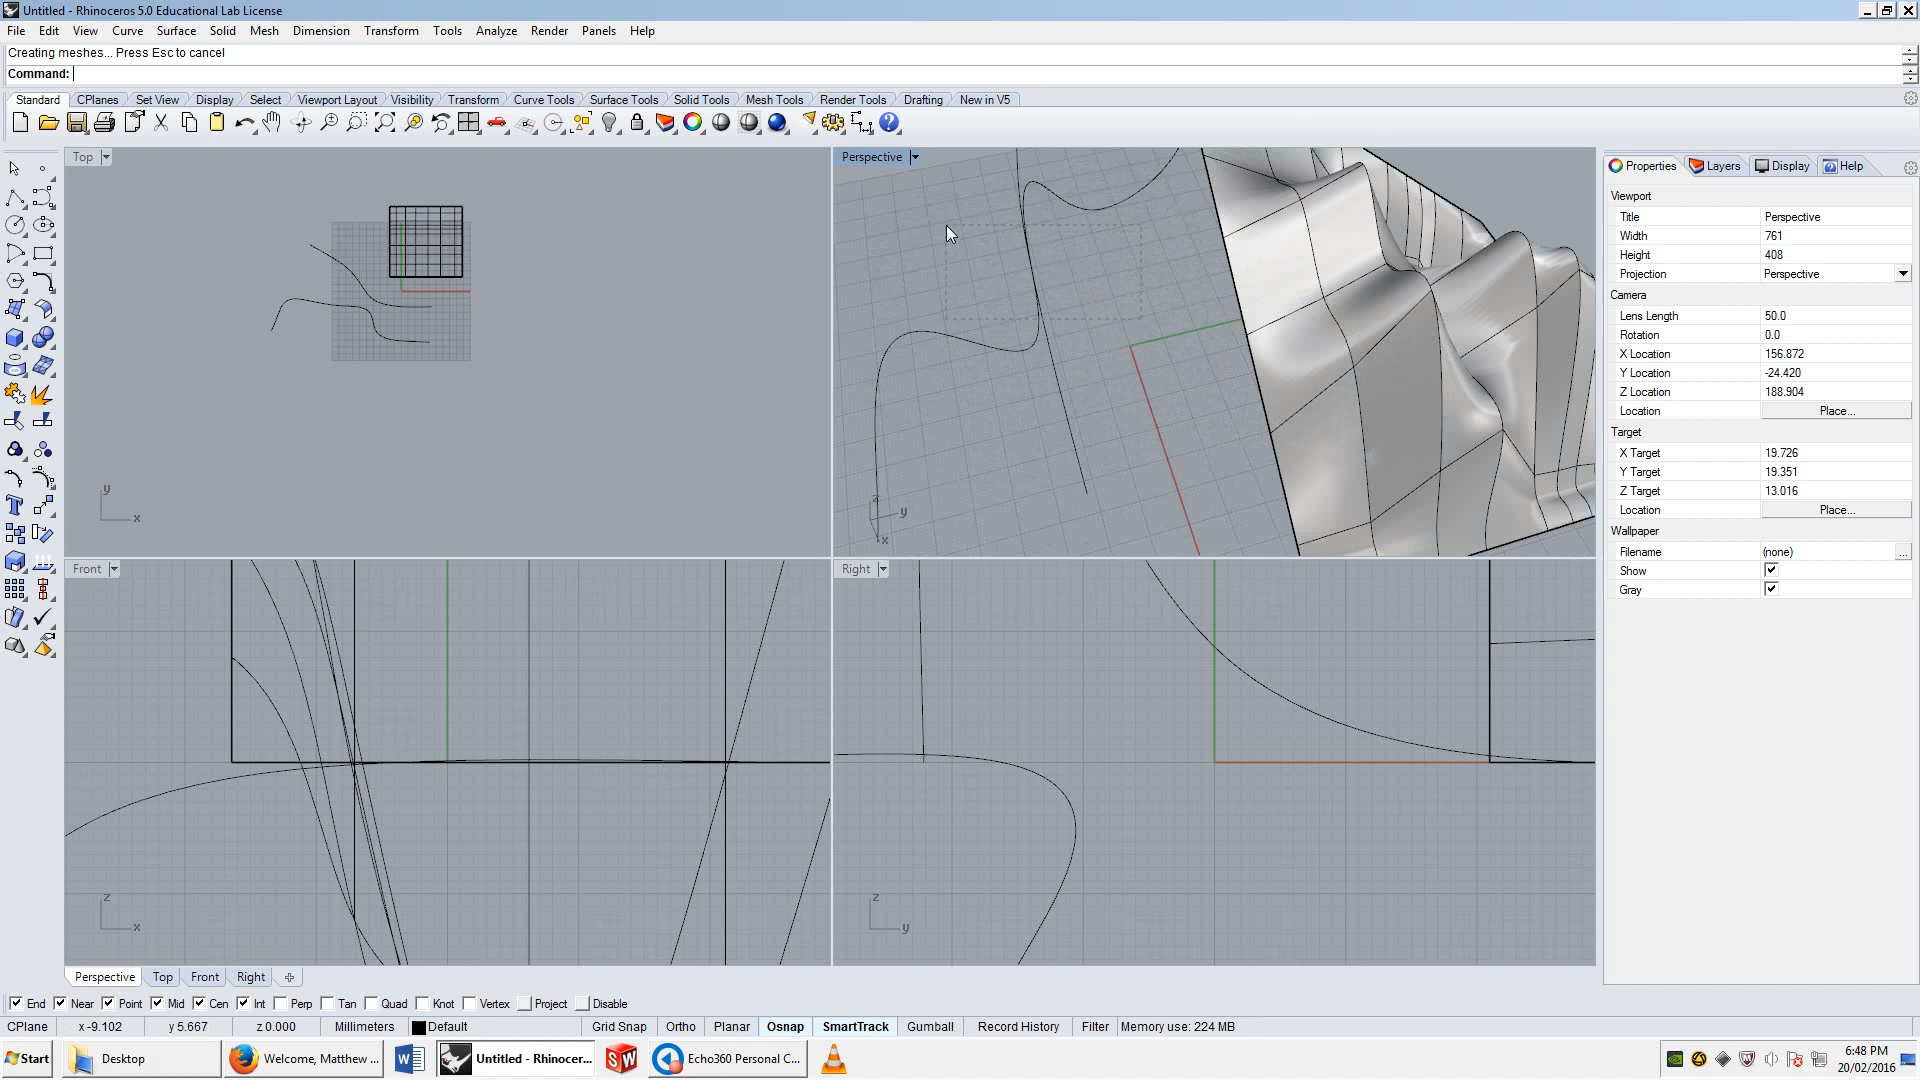 Untitled - Rhinoceros 5.0 Educational Lab License
File Edit View Curve Surface Solid Mesh Dimension Transform Tools Analyze Render Panels Help
Creating meshes... Press Esc to cancel
Command:
Standard CPlanes Set View Display Select Viewport Layout Visibility Transform Curve Tools Surface Tools Solid Tools Mesh Tools Render Tools Drafting New in V5
Top
Perspective
Properties Layers Display Help
Viewport
Title Perspective
Width 761
Height 408
Projection Perspective
Camera
Lens Length 50.0
Rotation 0.0
X Location 156.872
Y Location -24.420
Z Location 188.904
Location Place...
Target
X Target 19.726
Y Target 19.351
Z Target 13.016
Location Place...
Wallpaper
Filename (none) ...
Show
Gray
y
x
z
y
x
Front
Right
z
x
z
y
Perspective Top Front Right
End Near Point Mid Cen Int Perp Tan Quad Knot Vertex Project Disable
CPlane x -9.102 y 5.667 z 0.000 Millimeters Default Grid Snap Ortho Planar Osnap SmartTrack Gumball Record History Filter Memory use: 224 MB
Start Desktop Welcome, Matthew ... Untitled - Rhinocer... Echo360 Personal C...
6:48 PM
20/02/2016